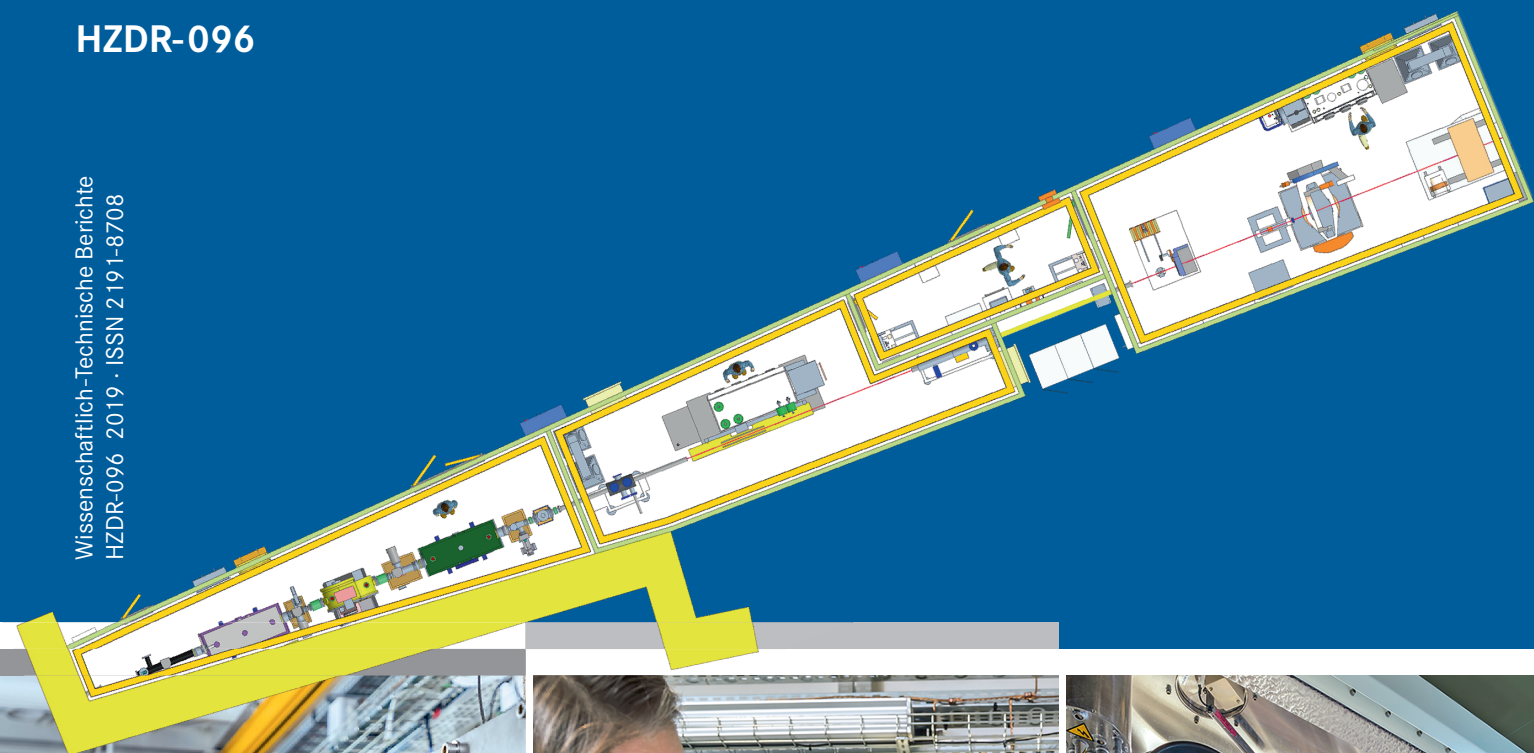 HZDR-096
Wissenschaftlich-Technische Berichte
HZDR-096 2019 · ISSN 2191-8708